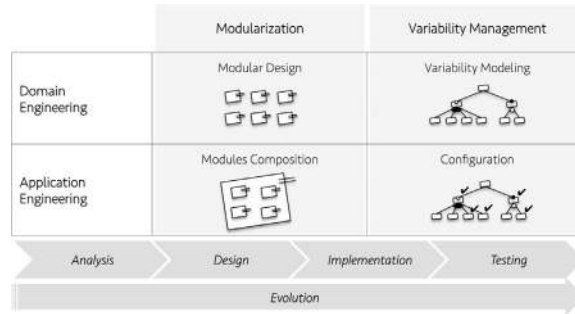 Modularization Variability Management
Domain
Engineering
Modular Design Variability Modeling
Application
Engineering
Modules Composition Configuration
Analysis Design Implementation Testing
Evolution